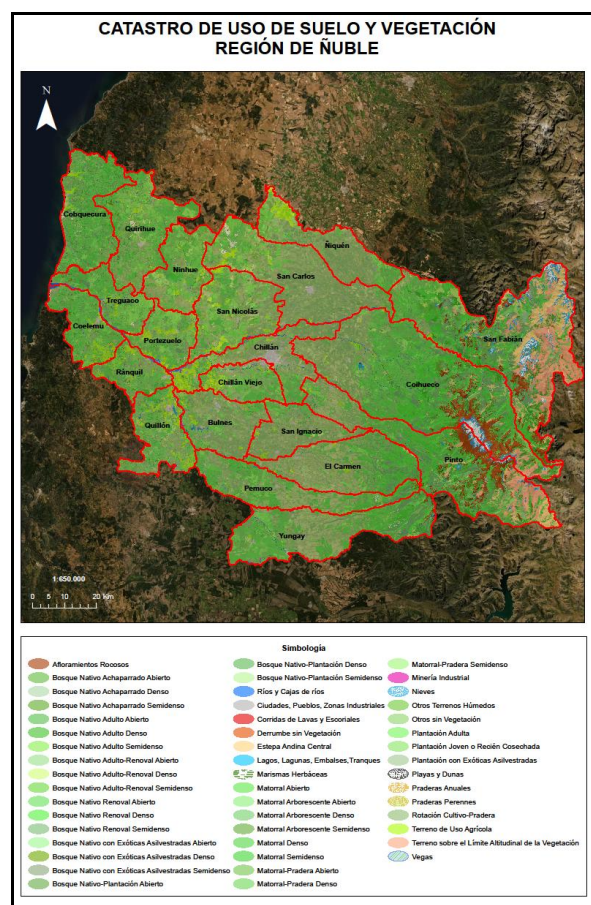 CATASTRO DE USO DE SUELO Y VEGETACIÓN
REGIÓN DE ÑUBLE
N
Cobquecura
Quirihue
Ñiquén
Ninhue
San Carlos
Treguaco
San Nicolás
Coelemu
San Fabián
Portezuelo
Chillán
Ránquil
Chillán Viejo
Coihueco
Quillón
Bulnes
San Ignacio
El Carmen
Pinto
Pemuco
Yungay
1:650.000
0 5 10 20 Km
Simbología
Afloramientos Rocosos
Bosque Nativo Achaparrado Abierto
Bosque Nativo Achaparrado Denso
Bosque Nativo Achaparrado Semidenso
Bosque Nativo Adulto Abierto
Bosque Nativo Adulto Denso
Bosque Nativo Adulto Semidenso
Bosque Nativo Adulto-Renoval Abierto
Bosque Nativo Adulto-Renoval Denso
Bosque Nativo Adulto-Renoval Semidenso
Bosque Nativo Renoval Abierto
Bosque Nativo Renoval Denso
Bosque Nativo Renoval Semidenso
Bosque Nativo con Exóticas Asilvestradas Abierto
Bosque Nativo con Exóticas Asilvestradas Denso
Bosque Nativo con Exóticas Asilvestradas Semidenso
Bosque Nativo-Plantación Abierto
Bosque Nativo-Plantación Denso
Bosque Nativo-Plantación Semidenso
Ríos y Cajas de ríos
Ciudades, Pueblos, Zonas Industriales
Corridas de Lavas y Escoriales
Derrumbe sin Vegetación
Estepa Andina Central
Lagos, Lagunas, Embalses,Tranques
Marismas Herbáceas
Matorral Abierto
Matorral Arborescente Abierto
Matorral Arborescente Denso
Matorral Arborescente Semidenso
Matorral Denso
Matorral Semidenso
Matorral-Pradera Abierto
Matorral-Pradera Denso
Matorral-Pradera Semidenso
Minería Industrial
Nieves
Otros Terrenos Húmedos
Otros sin Vegetación
Plantación Adulta
Plantación Joven o Recién Cosechada
Plantación con Exóticas Asilvestradas
Playas y Dunas
Praderas Anuales
Praderas Perennes
Rotación Cultivo-Pradera
Terreno de Uso Agrícola
Terreno sobre el Límite Altitudinal de la Vegetación
Vegas